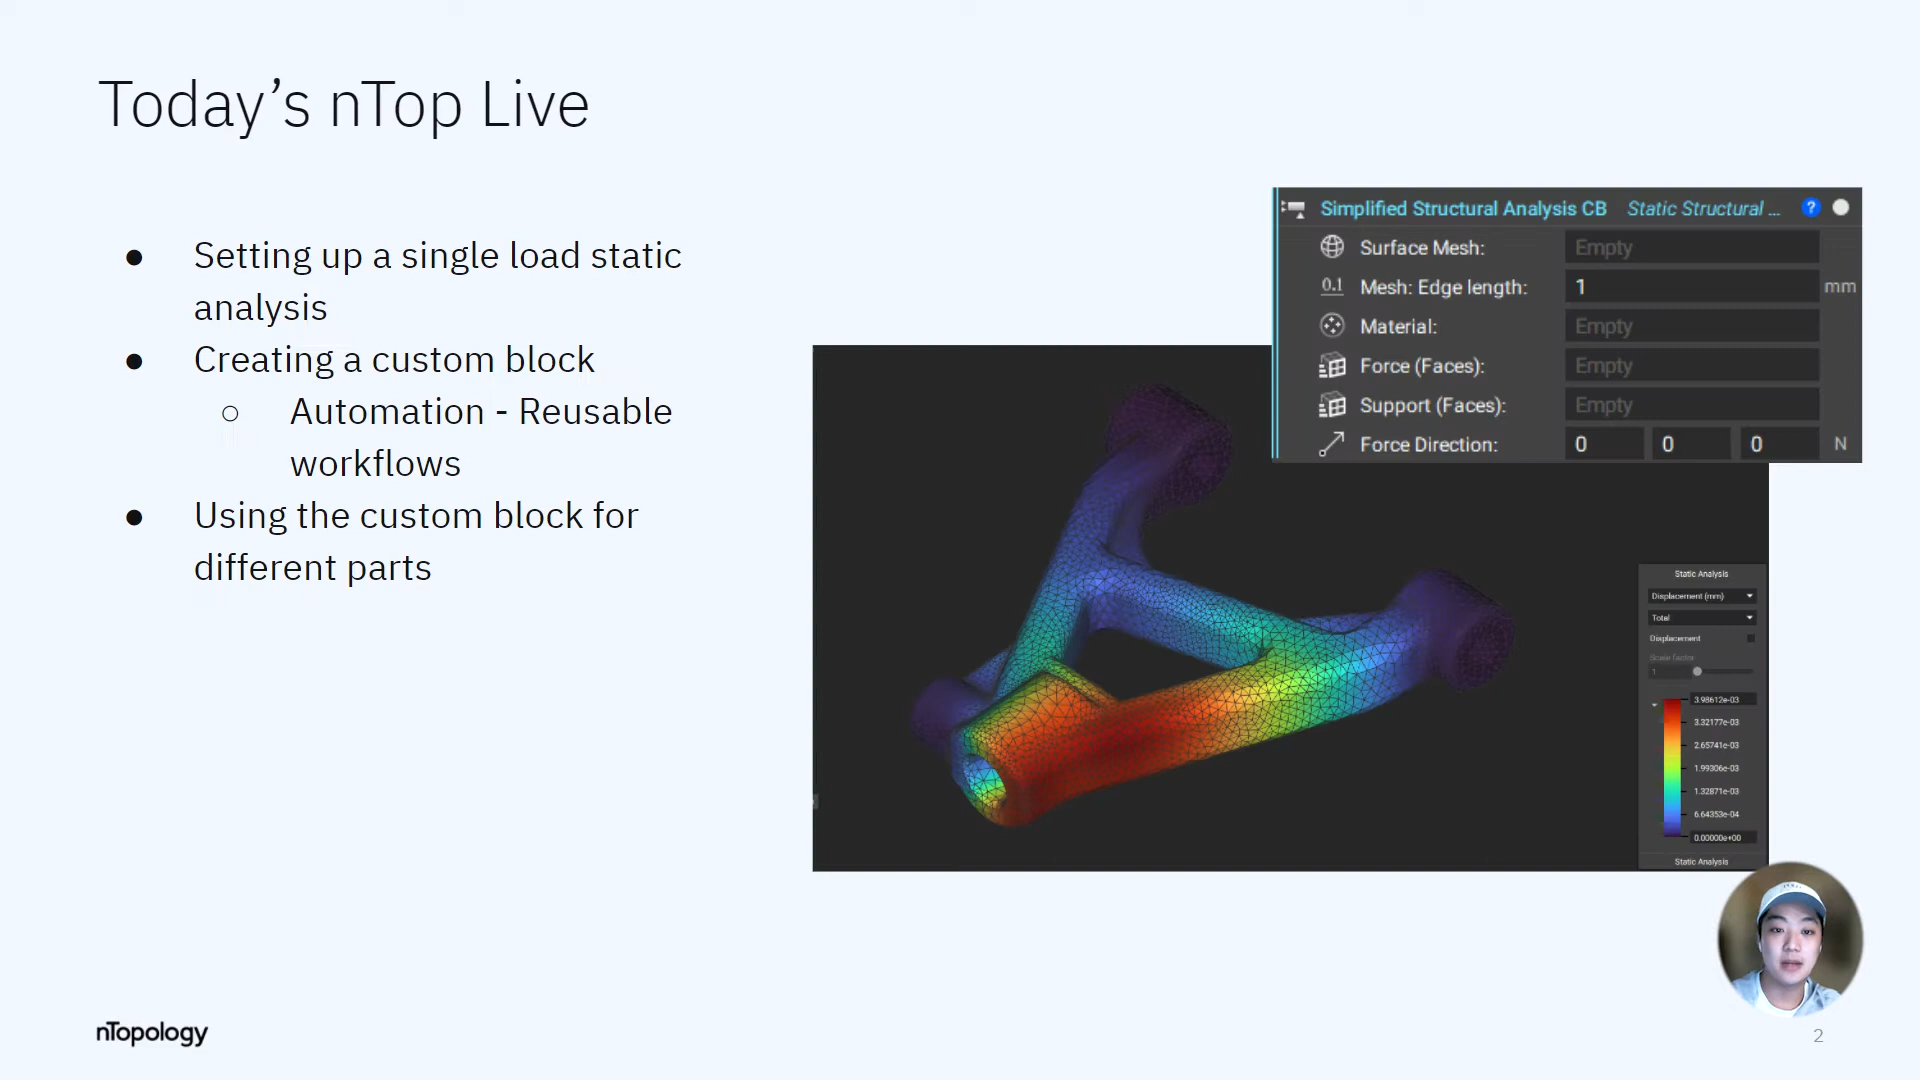 Today’s nTop Live
● Setting up a single load static
analysis
● Creating a custom block
○ Automation - Reusable
workflows
● Using the custom block for
different parts
Simplified Structural Analysis CB Static Structural ... ?
Surface Mesh: Empty
0.1 Mesh: Edge length: 1 mm
Material: Empty
Force (Faces): Empty
Support (Faces): Empty
Force Direction: 0 0 0 N
Static Analysis
Displacement (mm)
Total
Displacement
Scale factor
1
3.98612e-03
3.32177e-03
2.65741e-03
1.99306e-03
1.32871e-03
6.64353e-04
0.00000e+00
Static Analysis
nTopology
2